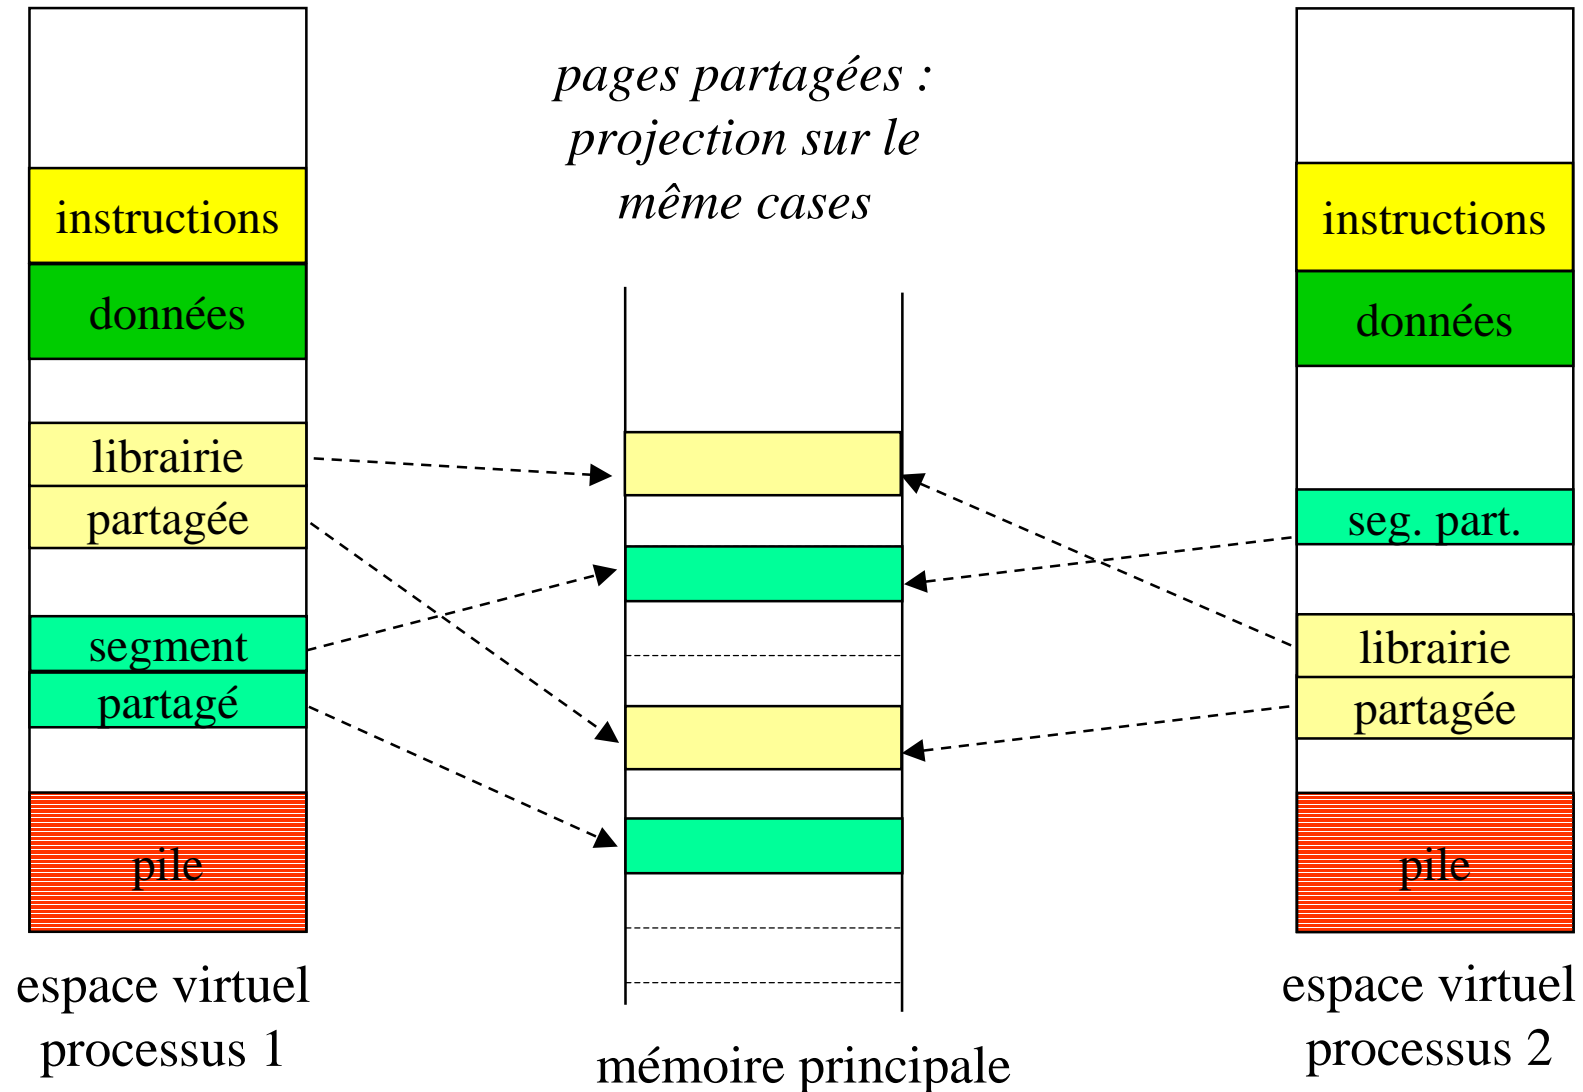 pages partagées :
projection sur le
même cases
instructions
données
librairie
partagée
segment
partagé
pile
espace virtuel
processus 1
mémoire principale
instructions
données
seg. part.
librairie
partagée
pile
espace virtuel
processus 2